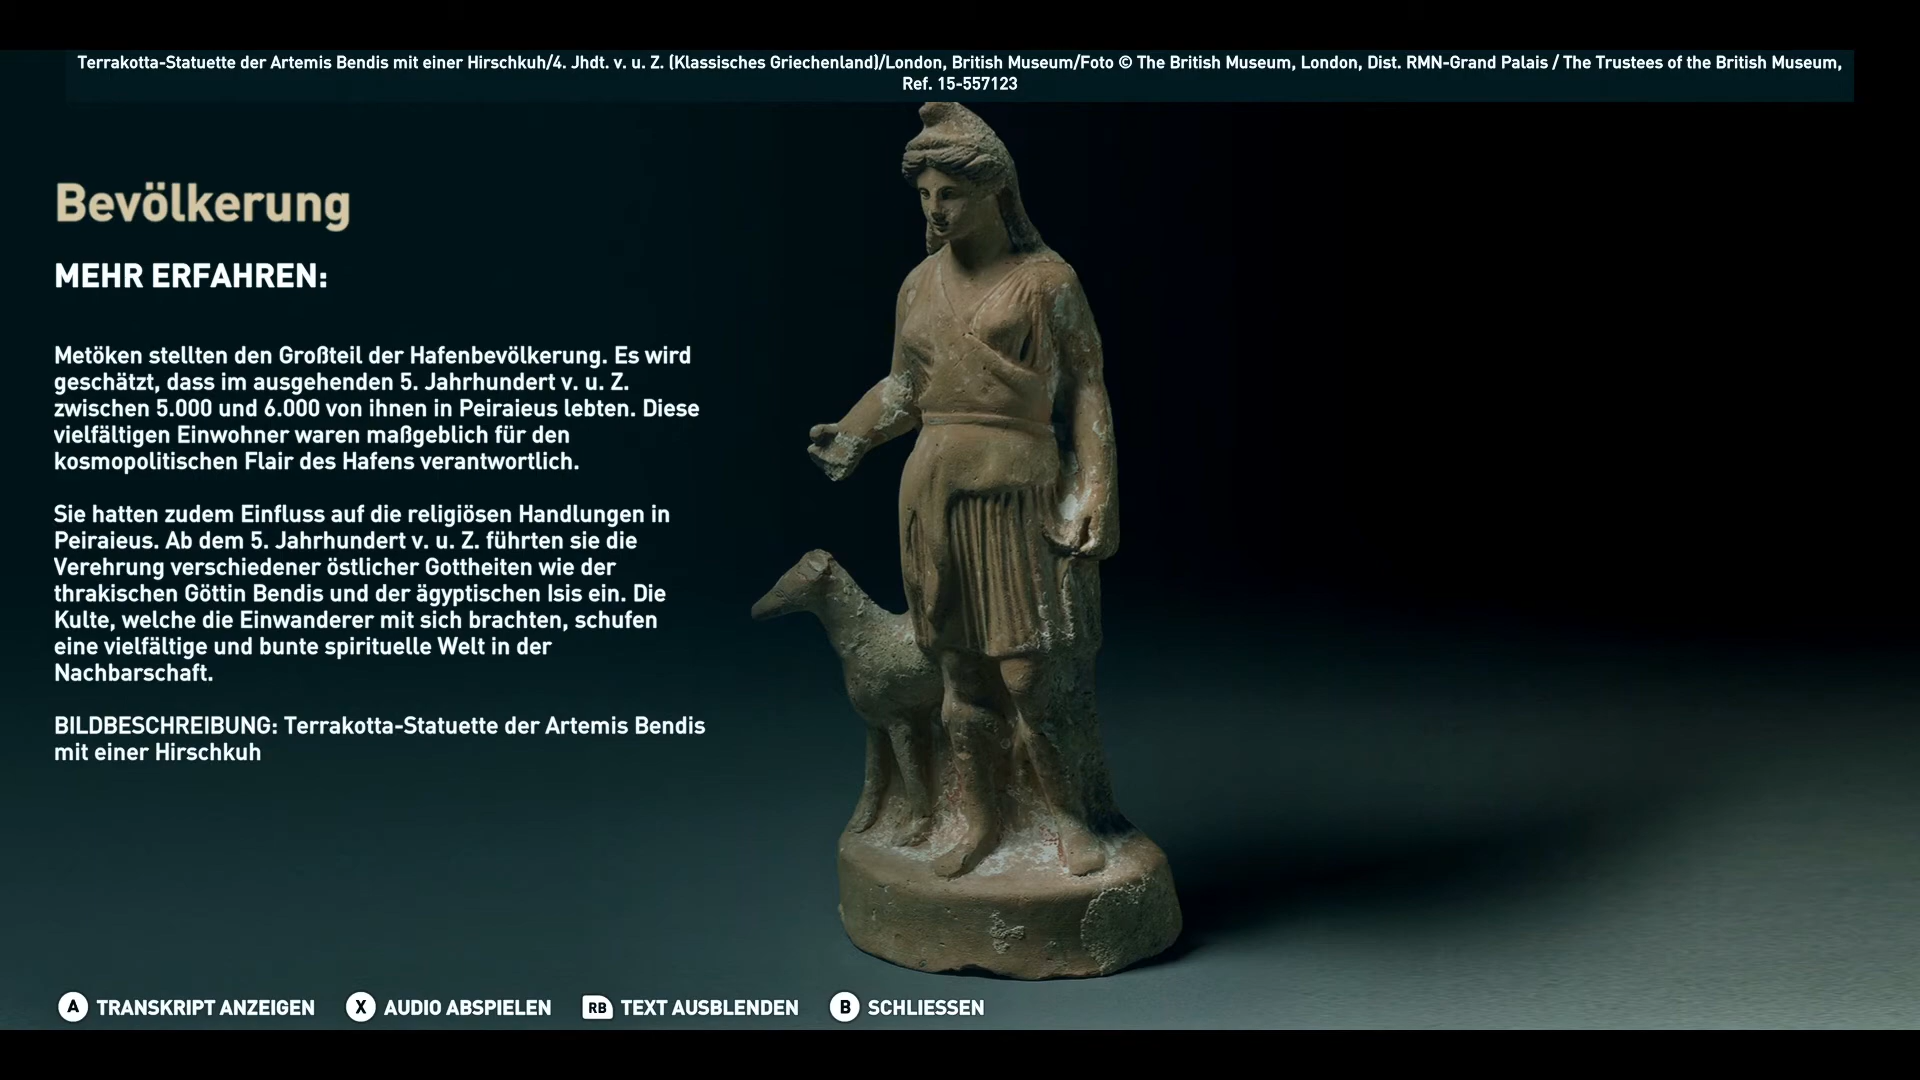 Terrakotta-Statuette der Artemis Bendis mit einer Hirschkuh/4. Jhdt. v. u. Z. (Klassisches Griechenland)/London, British Museum/Foto © The British Museum, London, Dist. RMN-Grand Palais / The Trustees of the British Museum,
Ref. 15-557123
Bevölkerung
MEHR ERFAHREN:
Metöken stellten den Großteil der Hafenbevölkerung. Es wird
geschätzt, dass im ausgehenden 5. Jahrhundert v. u. Z.
zwischen 5.000 und 6.000 von ihnen in Peiraieus lebten. Diese
vielfältigen Einwohner waren maßgeblich für den
kosmopolitischen Flair des Hafens verantwortlich.
Sie hatten zudem Einfluss auf die religiösen Handlungen in
Peiraieus. Ab dem 5. Jahrhundert v. u. Z. führten sie die
Verehrung verschiedener östlicher Gottheiten wie der
thrakischen Göttin Bendis und der ägyptischen Isis ein. Die
Kulte, welche die Einwanderer mit sich brachten, schufen
eine vielfältige und bunte spirituelle Welt in der
Nachbarschaft.
BILDBESCHREIBUNG: Terrakotta-Statuette der Artemis Bendis
mit einer Hirschkuh
A TRANSKRIPT ANZEIGEN X AUDIO ABSPIELEN RB TEXT AUSBLENDEN B SCHLIESSEN